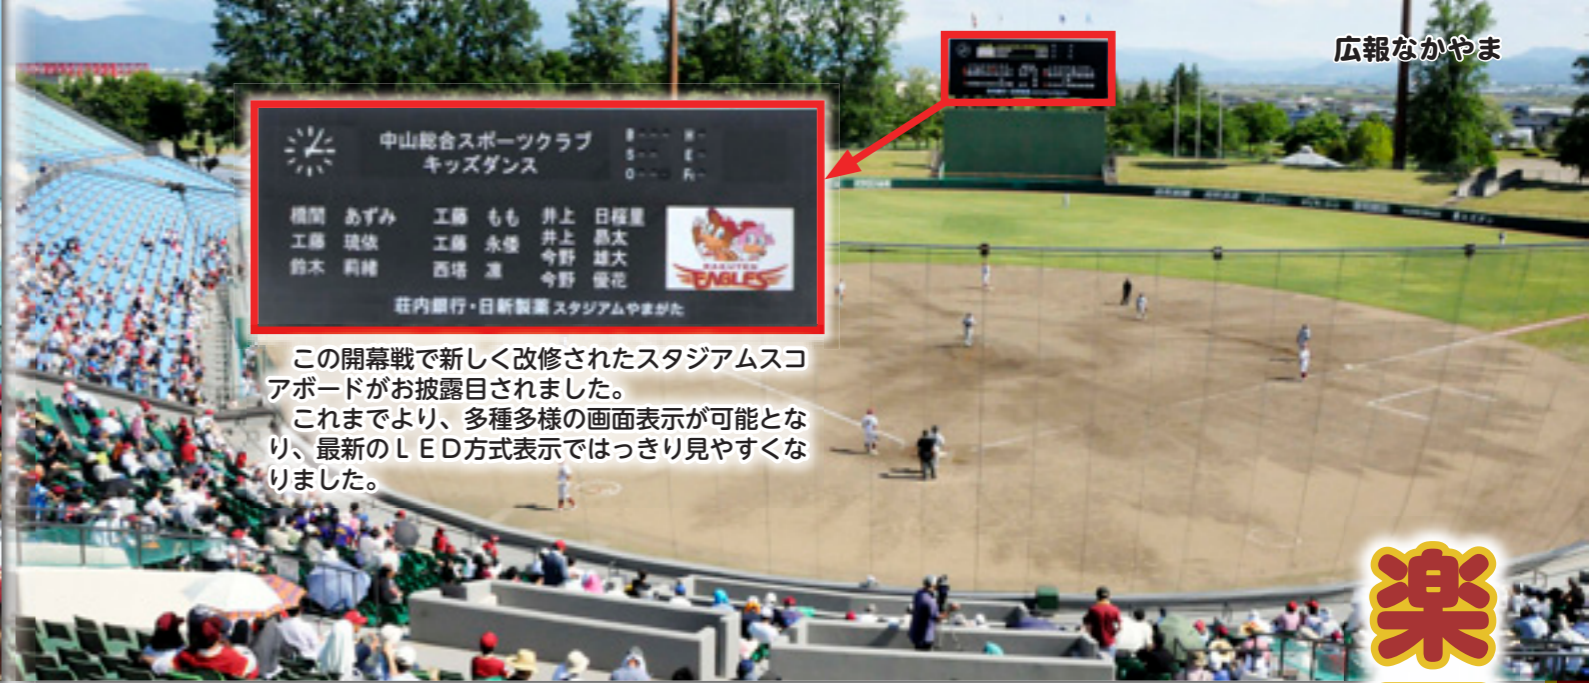 広報なかやま
中山総合スポーツクラブ
キッズダンス
B
S
O
H
E
Fc
橋間 あずみ 工藤 もも 井上 日桜里
工藤 琉依 工藤 永倭 井上 昴太
鈴木 莉緒 西塔 凛 今野 雄大
今野 優花
RAKUTEN
EAGLES
荘内銀行・日新製薬スタジアムやまがた
この開幕戦で新しく改修されたスタジアムスコ
アボードがお披露目されました。
これまでより、多種多様の画面表示が可能とな
り、最新のＬＥＤ方式表示ではっきり見やすくな
りました。
楽